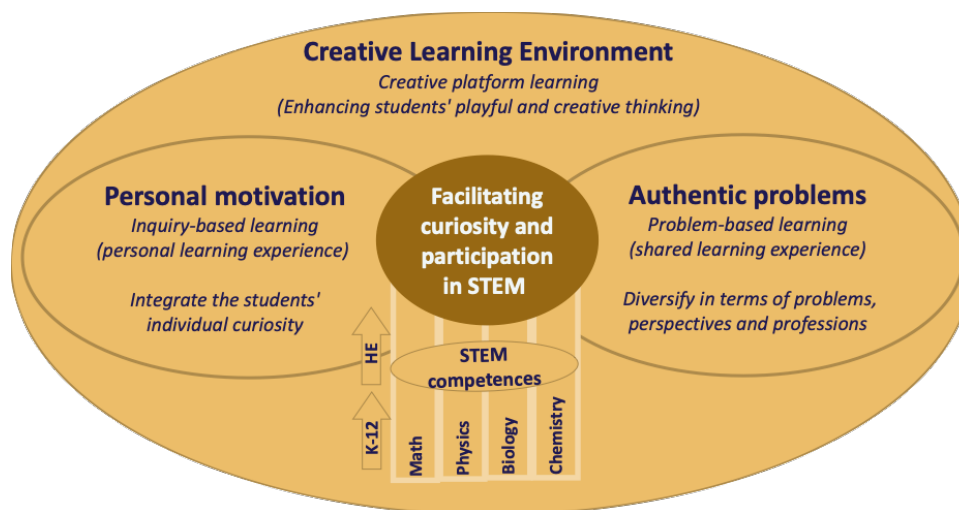 Creative Learning Environment
Creative platform learning
(Enhancing students' playful and creative thinking)
Personal motivation
Inquiry-based learning
(personal learning experience)
Integrate the students'
individual curiosity
Facilitating
curiosity and
participation
in STEM
Authentic problems
Problem-based learning
(shared learning experience)
Diversify in terms of problems,
perspectives and professions
HE
STEM
competences
K-12
Math
Physics
Biology
Chemistry